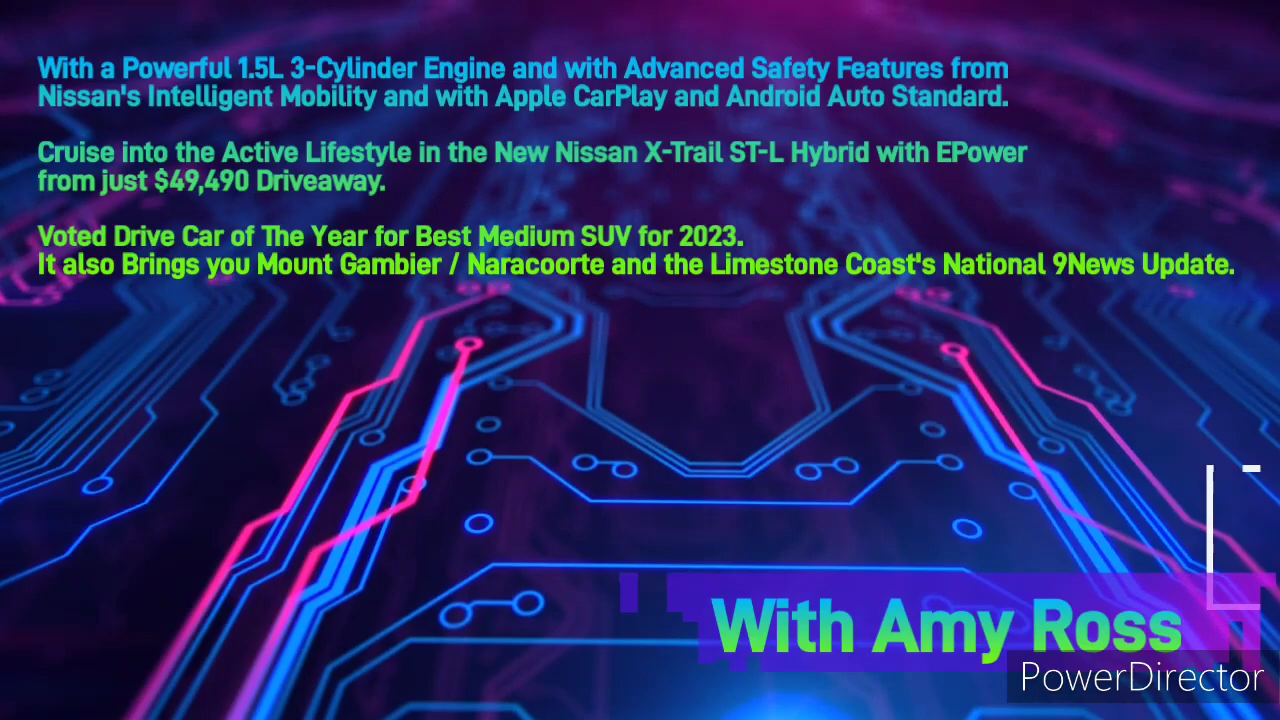 With a Powerful 1.5L 3-Cylinder Engine and with Advanced Safety Features from
Nissan's Intelligent Mobility and with Apple CarPlay and Android Auto Standard.
Cruise into the Active Lifestyle in the New Nissan X-Trail ST-L Hybrid with EPower
from just $49,490 Driveaway.
Voted Drive Car of The Year for Best Medium SUV for 2023.
It also Brings you Mount Gambier / Naracoorte and the Limestone Coast's National 9News Update.
With Amy Ross
PowerDirector